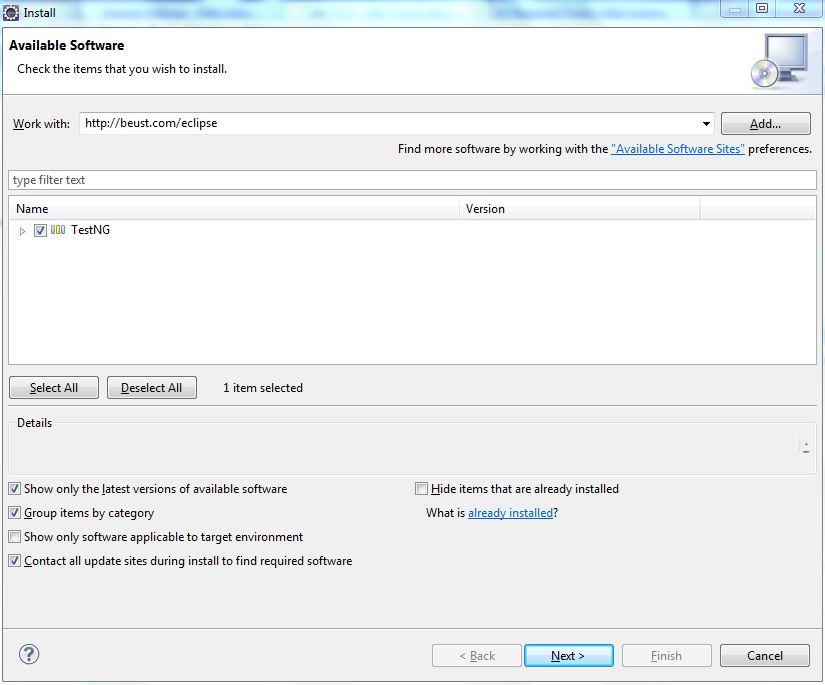 Install
Available Software
Check the items that you wish to install.
Work with: http://beust.com/eclipse Add...
Find more software by working with the "Available Software Sites" preferences.
type filter text
Name Version
TestNG
Select All Deselect All 1 item selected
Details
Show only the latest versions of available software Hide items that are already installed
Group items by category What is already installed?
Show only software applicable to target environment
Contact all update sites during install to find required software
? < Back Next > Finish Cancel